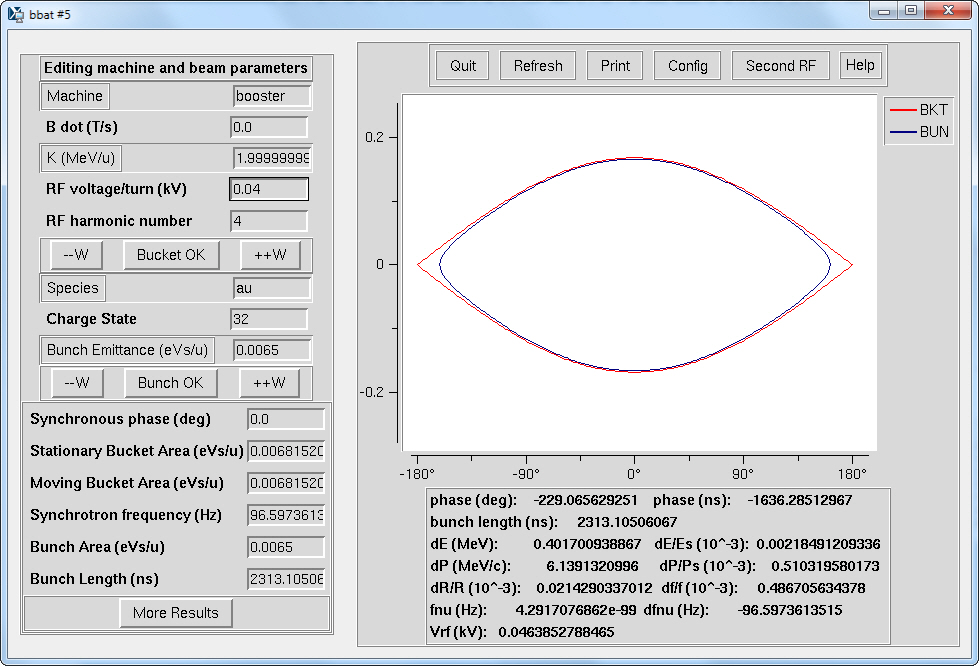 bbat #5
Editing machine and beam parameters
Machine booster
B dot (T/s) 0.0
K (MeV/u) 1.99999999
RF voltage/turn (kV) 0.04
RF harmonic number 4
--W Bucket OK ++W
Species au
Charge State 32
Bunch Emittance (eVs/u) 0.0065
--W Bunch OK ++W
Synchronous phase (deg) 0.0
Stationary Bucket Area (eVs/u) 0.00681520
Moving Bucket Area (eVs/u) 0.00681520
Synchrotron frequency (Hz) 96.5973613
Bunch Area (eVs/u) 0.0065
Bunch Length (ns) 2313.10506
More Results
Quit Refresh Print Config Second RF Help
BKT
BUN
0.2
0
-0.2
-180° -90° 0° 90° 180°
phase (deg): -229.065629251 phase (ns): -1636.28512967
bunch length (ns): 2313.10506067
dE (MeV): 0.401700938867 dE/Es (10^-3): 0.00218491209336
dP (MeV/c): 6.1391320996 dP/Ps (10^-3): 0.510319580173
dR/R (10^-3): 0.0214290337012 df/f (10^-3): 0.486705634378
fnu (Hz): 4.2917076862e-99 dfnu (Hz): -96.5973613515
Vrf (kV): 0.0463852788465